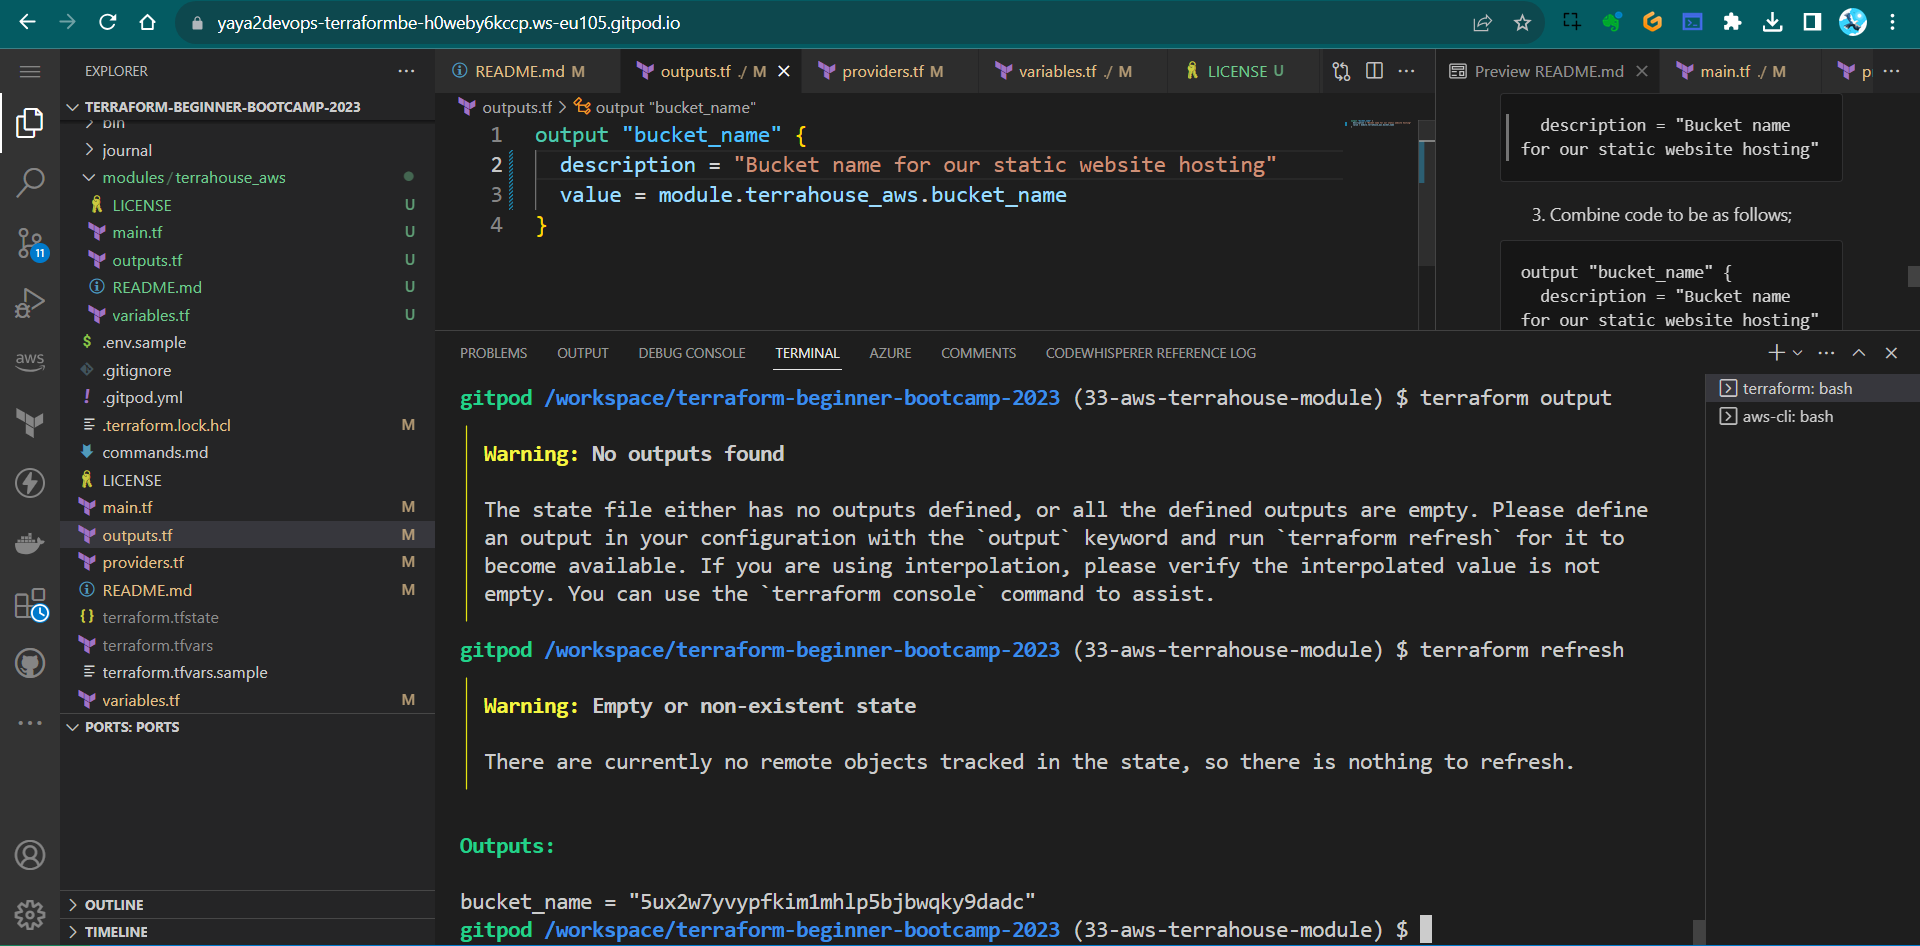 yaya2devops-terraformbe-h0weby6kccp.ws-eu105.gitpod.io
EXPLORER
TERRAFORM-BEGINNER-BOOTCAMP-2023
bin
journal
modules / terrahouse_aws
LICENSE U
main.tf U
outputs.tf U
README.md U
variables.tf U
.env.sample
.gitignore
.gitpod.yml
.terraform.lock.hcl M
commands.md
LICENSE
main.tf M
outputs.tf M
providers.tf M
README.md M
terraform.tfstate
terraform.tfvars
terraform.tfvars.sample
variables.tf M
PORTS: PORTS
OUTLINE
TIMELINE
aws
11
README.md M
outputs.tf ./ M
providers.tf M
variables.tf ./ M
LICENSE U
outputs.tf > output "bucket_name"
1 output "bucket_name" {
2 description = "Bucket name for our static website hosting"
3 value = module.terrahouse_aws.bucket_name
4 }
Preview README.md
main.tf ./ M
p
description = "Bucket name
for our static website hosting"
3. Combine code to be as follows;
output "bucket_name" {
description = "Bucket name
for our static website hosting"
PROBLEMS OUTPUT DEBUG CONSOLE TERMINAL AZURE COMMENTS CODEWHISPERER REFERENCE LOG
gitpod /workspace/terraform-beginner-bootcamp-2023 (33-aws-terrahouse-module) $ terraform output
Warning: No outputs found
The state file either has no outputs defined, or all the defined outputs are empty. Please define
an output in your configuration with the `output` keyword and run `terraform refresh` for it to
become available. If you are using interpolation, please verify the interpolated value is not
empty. You can use the `terraform console` command to assist.
gitpod /workspace/terraform-beginner-bootcamp-2023 (33-aws-terrahouse-module) $ terraform refresh
Warning: Empty or non-existent state
There are currently no remote objects tracked in the state, so there is nothing to refresh.
Outputs:
bucket_name = "5ux2w7yvypfkim1mhlp5bjbwqky9dadc"
gitpod /workspace/terraform-beginner-bootcamp-2023 (33-aws-terrahouse-module) $
terraform: bash
aws-cli: bash